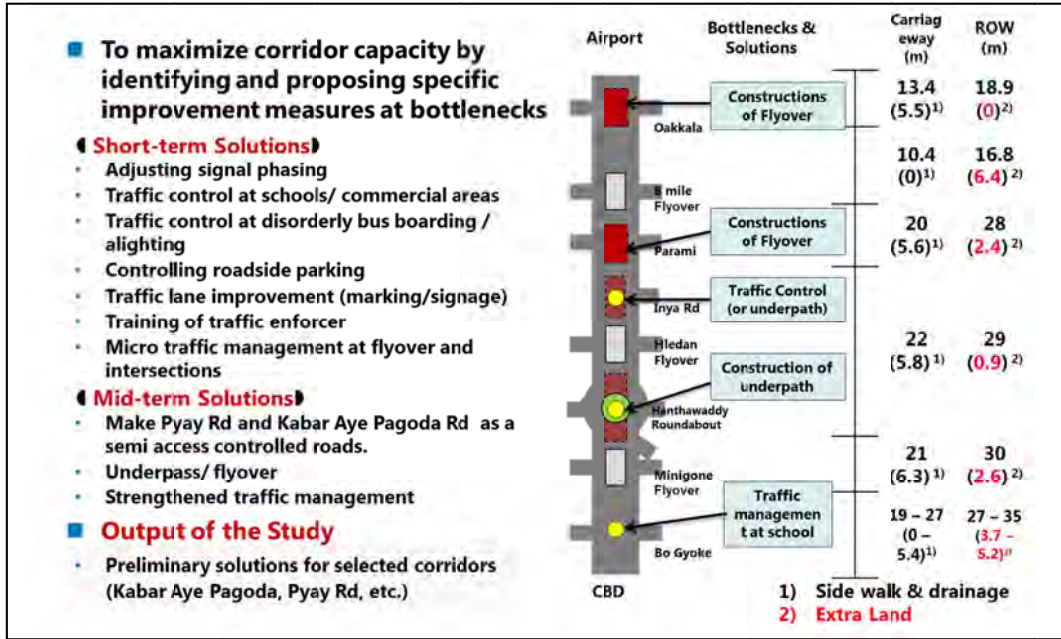 To maximize corridor capacity by
identifying and proposing specific
improvement measures at bottlenecks
Short-term Solutions
Adjusting signal phasing
Traffic control at schools/ commercial areas
Traffic control at disorderly bus boarding /
alighting
Controlling roadside parking
Traffic lane improvement (marking/signage)
Training of traffic enforcer
Micro traffic management at flyover and
intersections
Mid-term Solutions
Make Pyay Rd and Kabar Aye Pagoda Rd as a
semi access controlled roads.
Underpass/ flyover
Strengthened traffic management
Output of the Study
Preliminary solutions for selected corridors
(Kabar Aye Pagoda, Pyay Rd, etc.)
Airport
Oakkala
8 mile
Flyover
Parami
Inya Rd
Hledan
Flyover
Hanthawaddy
Roundabout
Minigone
Flyover
Bo Gyoke
CBD
Bottlenecks &
Solutions
Constructions
of Flyover
Constructions
of Flyover
Traffic Control
(or underpath)
Construction of
underpath
Traffic
managemen
t at school
Carriag
eway
(m)
13.4
(5.5)1)
10.4
(0)1)
20
(5.6)1)
22
(5.8)1)
21
(6.3)1)
19 – 27
(0 –
5.4)1)
ROW
(m)
18.9
(0)2)
16.8
(6.4)2)
28
(2.4)2)
29
(0.9)2)
30
(2.6)2)
27 – 35
(3.7 –
5.2)2)
1) Side walk & drainage
2) Extra Land